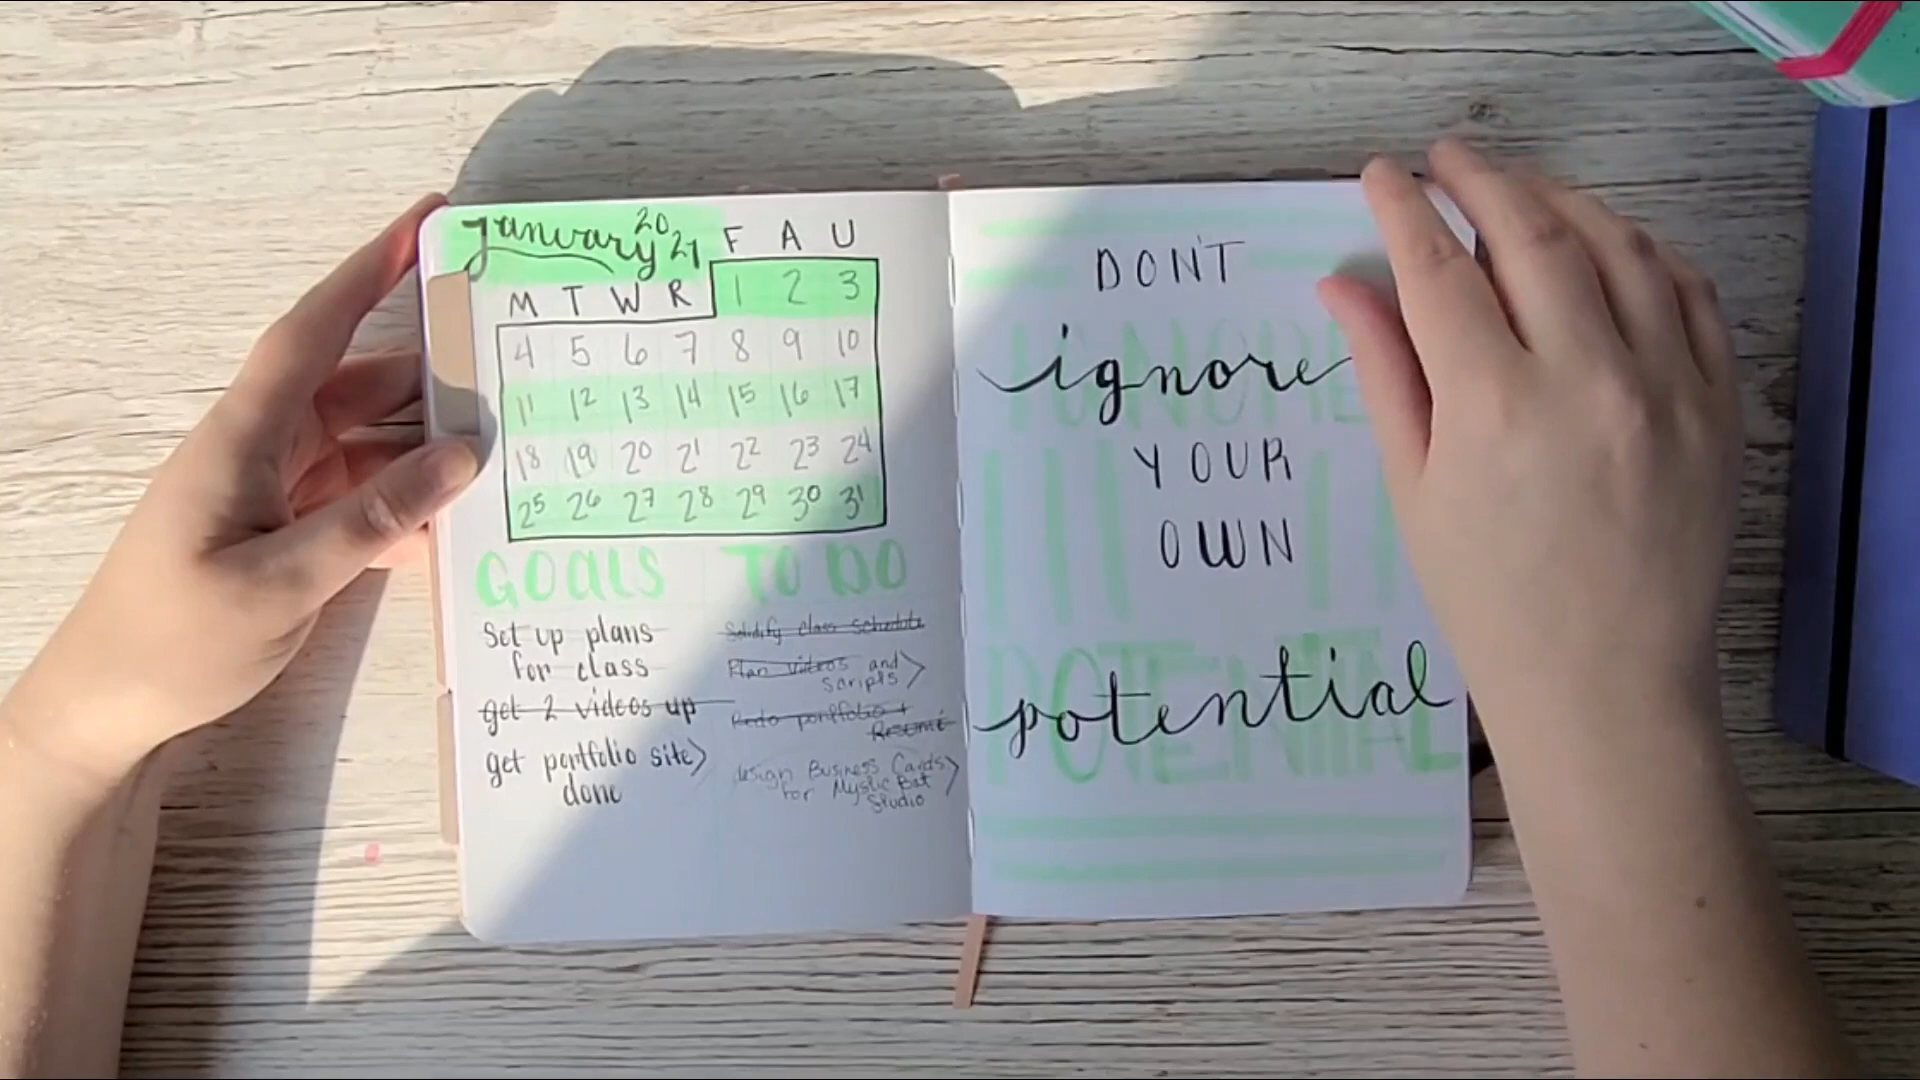 january 2021
F A U
M T W R 1 2 3
4 5 6 7 8 9 10
11 12 13 14 15 16 17
18 19 20 21 22 23 24
25 26 27 28 29 30 31
GOALS
Set up plans
for class
get 2 videos up
get portfolio site>
done
TO DO
Solidify class schedule
Plan videos and
scripts >
Redo portfolio +
Resumé
design Business Cards>
for Mystic Bat
Studio
DON'T
ignore
YOUR
OWN
potential
IGNORE
POTENTIAL